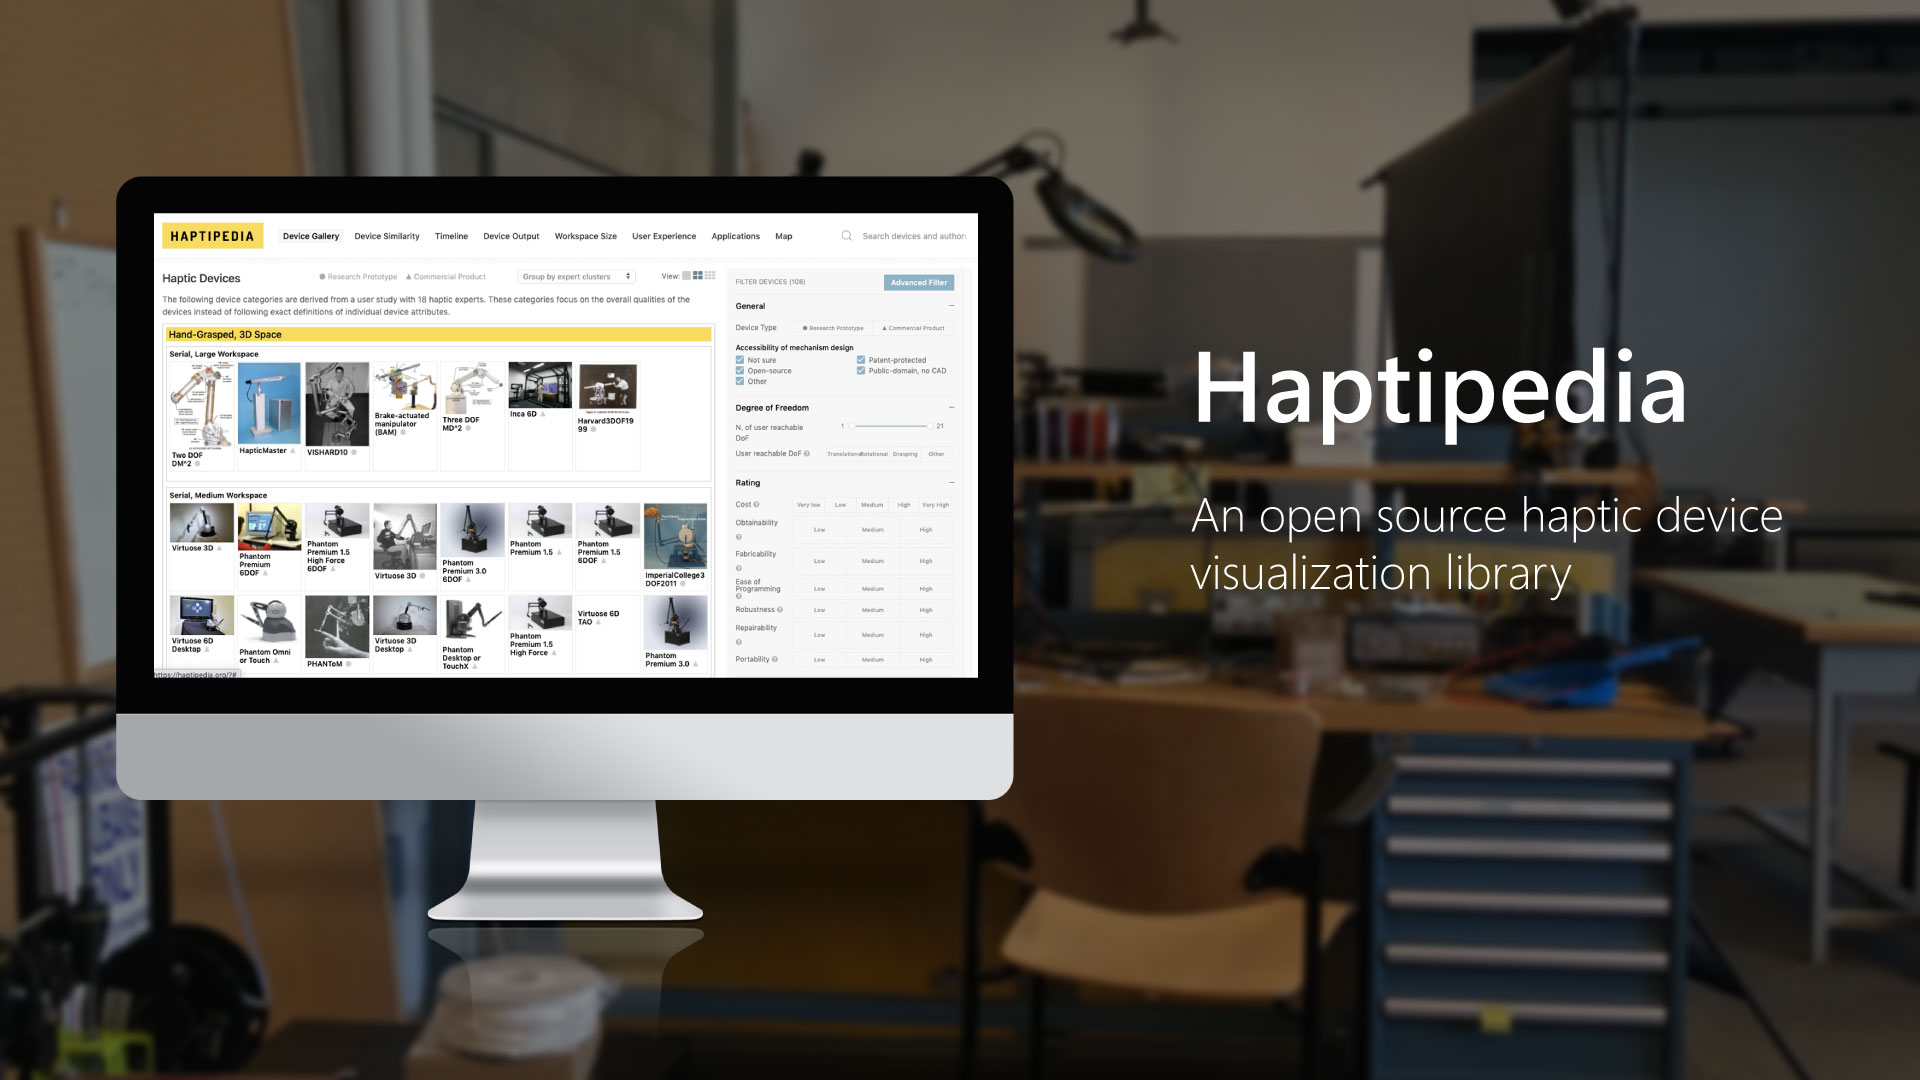 HAPTIPEDIA
Device Gallery Device Similarity Timeline Device Output Workspace Size User Experience Applications Map
Search devices and authors
Haptic Devices
Research Prototype Commercial Product
Group by expert clusters
View:
The following device categories are derived from a user study with 18 haptic experts. These categories focus on the overall qualities of the
devices instead of following exact definitions of individual device attributes.
Hand-Grasped, 3D Space
Serial, Large Workspace
Two DOF
DM^2
HapticMaster
VISHARD10
Brake-actuated
manipulator
(BAM)
Three DOF
MD^2
Inca 6D
Harvard3DOF19
99
Serial, Medium Workspace
Virtuose 3D
Phantom
Premium
6DOF
Phantom
Premium 1.5
High Force
6DOF
Virtuose 3D
Phantom
Premium 3.0
6DOF
Phantom
Premium 1.5
Phantom
Premium 1.5
6DOF
ImperialCollege3
DOF2011
Virtuose 6D
Desktop
Phantom Omni
or Touch
PHANToM
Virtuose 3D
Desktop
Phantom
Desktop or
TouchX
Phantom
Premium 1.5
High Force
Virtuose 6D
TAO
Phantom
Premium 3.0
https://haptipedia.org/?#
FILTER DEVICES (108)
Advanced Filter
General
Device Type Research Prototype Commercial Product
Accessibility of mechanism design
Not sure Patent-protected
Open-source Public-domain, no CAD
Other
Degree of Freedom
N. of user reachable
DoF
1 21
User reachable DoF Translational Rotational Grasping Other
Rating
Cost Very low Low Medium High Very High
Obtainability Low Medium High
Fabricability Low Medium High
Ease of
Programming Low Medium High
Robustness Low Medium High
Repairability Low Medium High
Portability Low Medium High
Haptipedia
An open source haptic device
visualization library